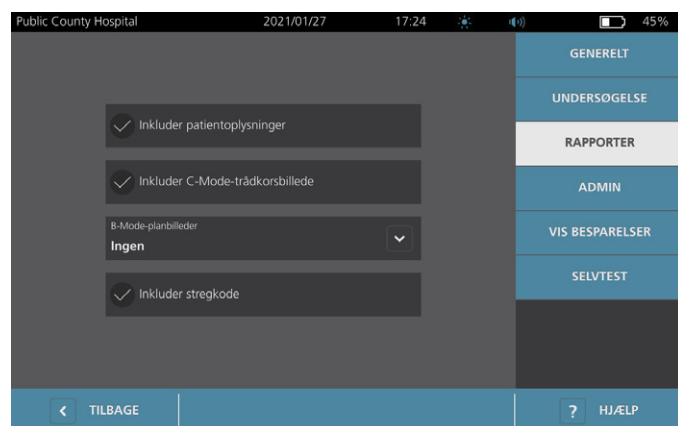 Public County Hospital 2021/01/27 17:24 45%
GENERELT
UNDERSØGELSE
RAPPORTER
ADMIN
VIS BESPARELSER
SELVTEST
Inkluder patientoplysninger
Inkluder C-Mode-trådkorsbillede
B-Mode-planbilleder
Ingen
Inkluder stregkode
TILBAGE
? HJÆLP